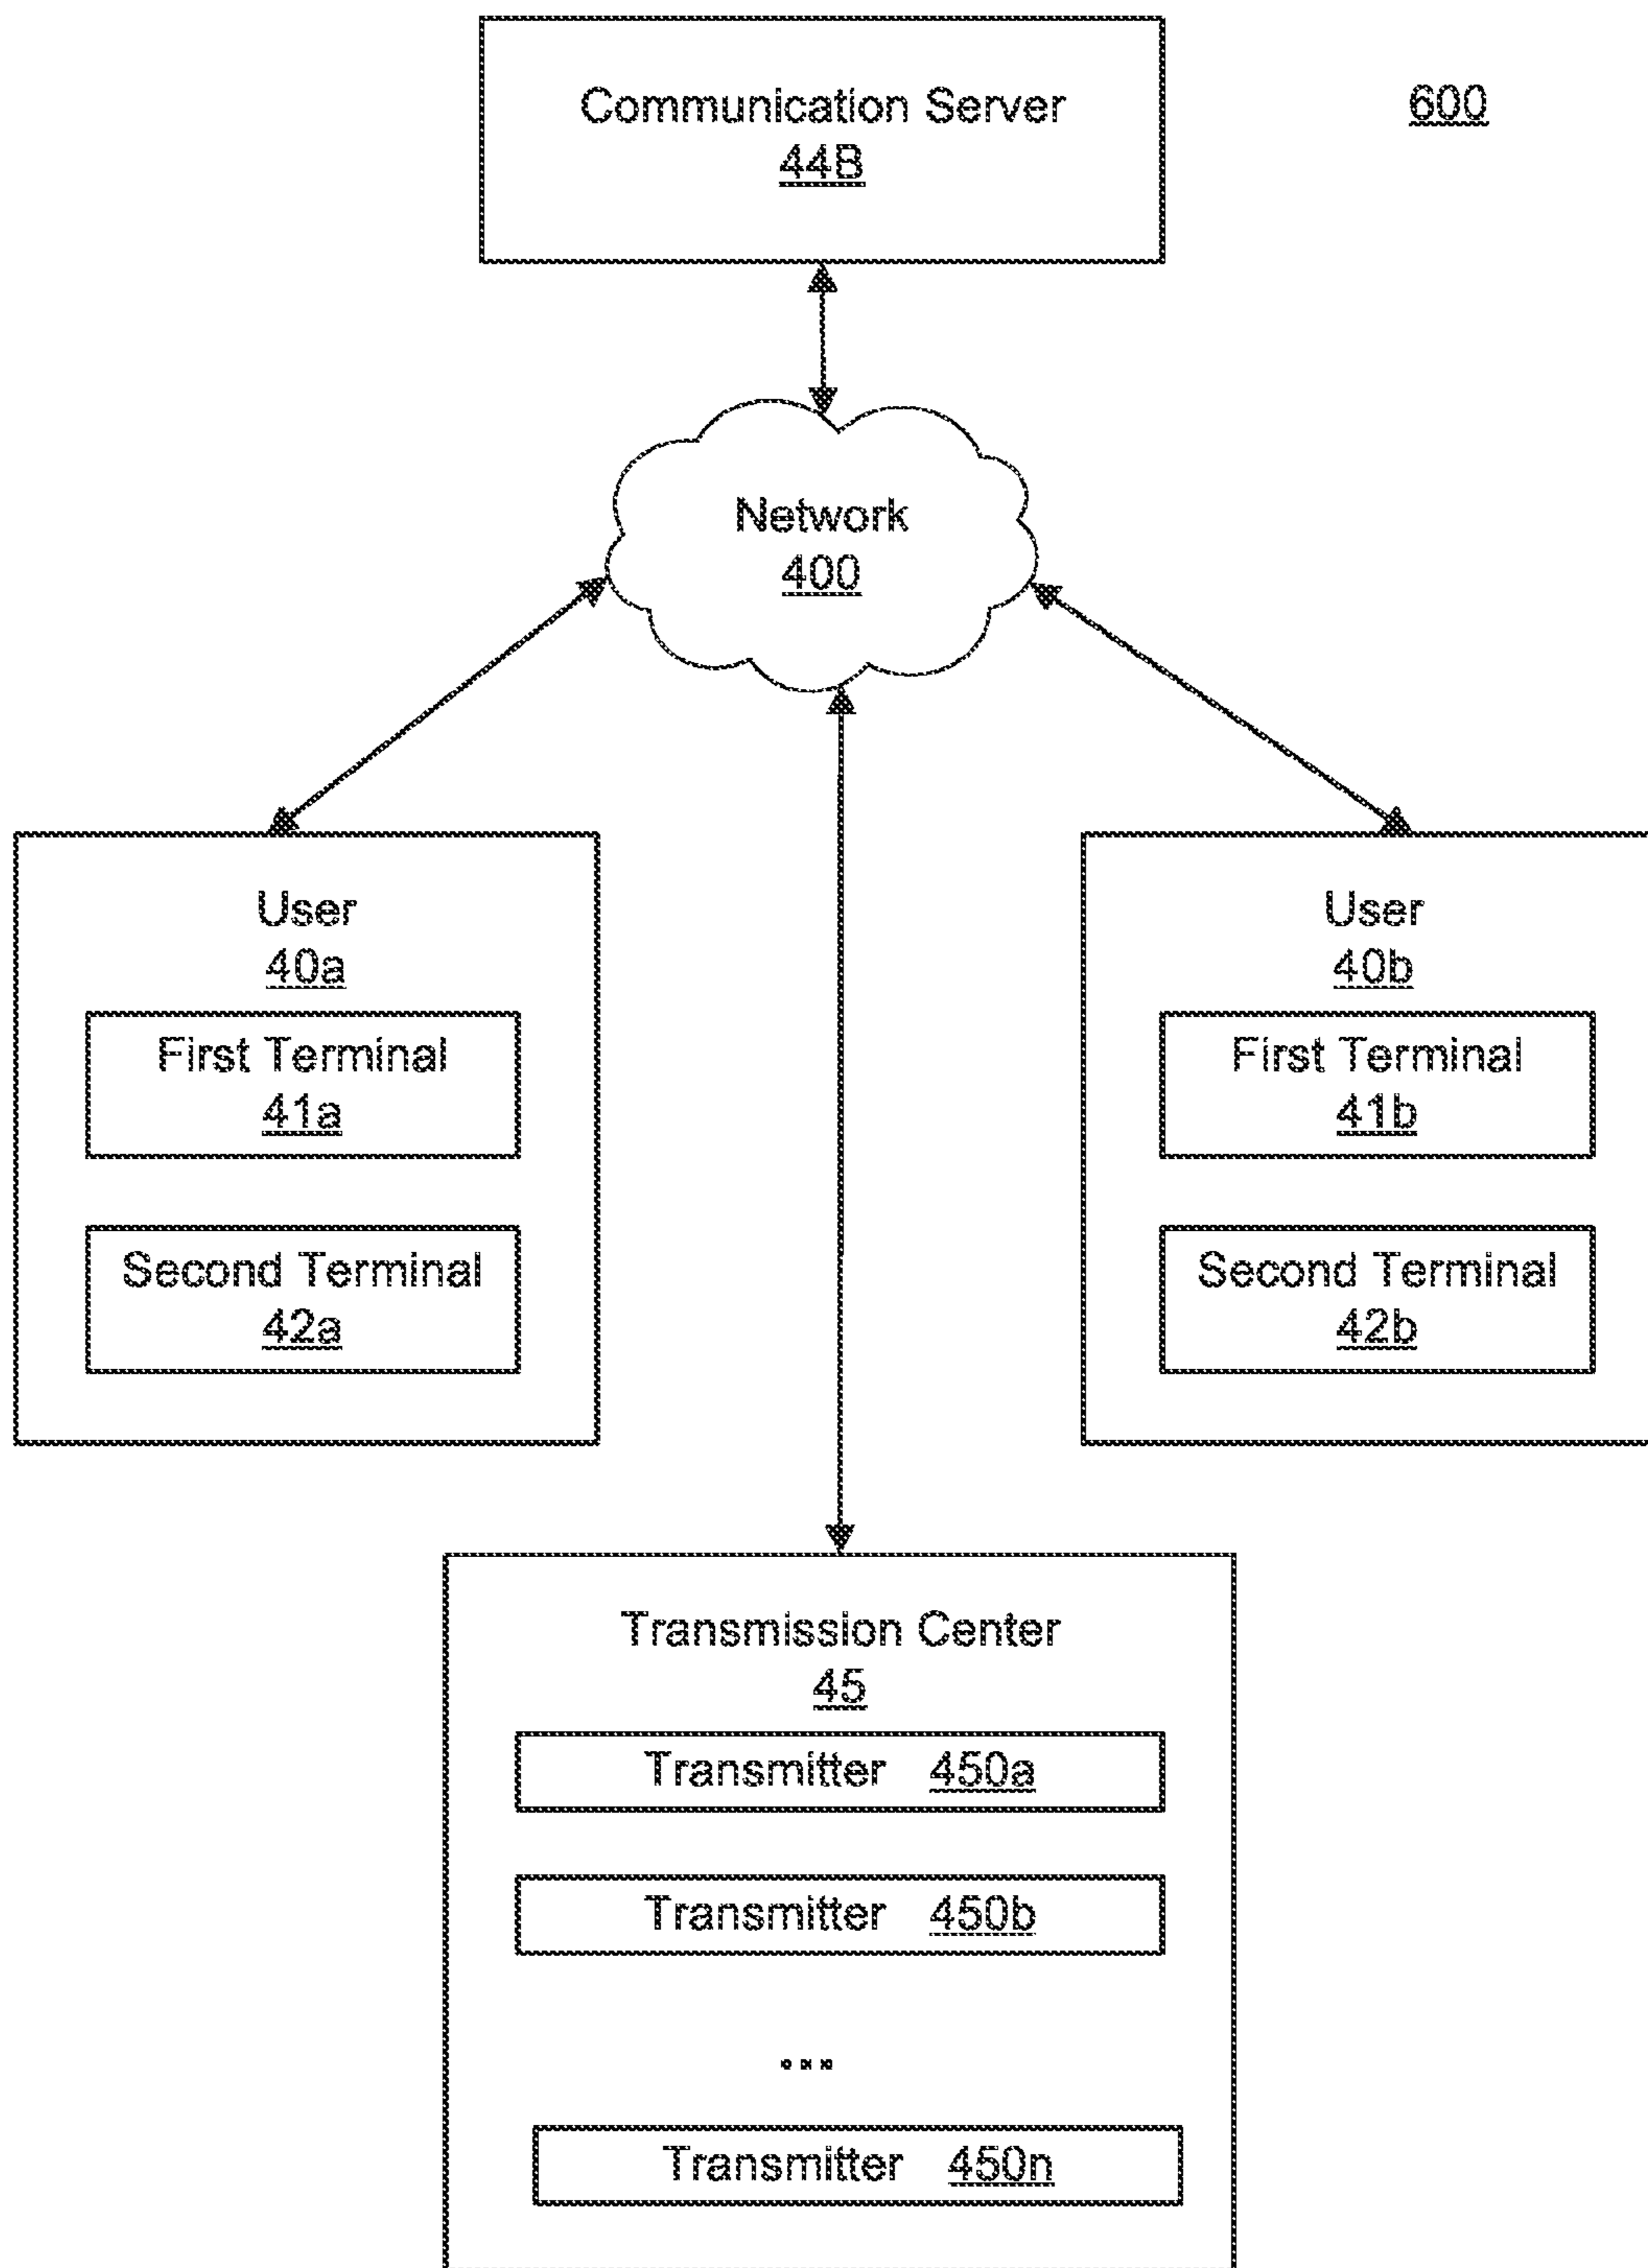 Communication Server
44B
600
Network
400
User
40a
First Terminal
41a
Second Terminal
42a
User
40b
First Terminal
41b
Second Terminal
42b
Transmission Center
45
Transmitter 450a
Transmitter 450b
...
Transmitter 450n